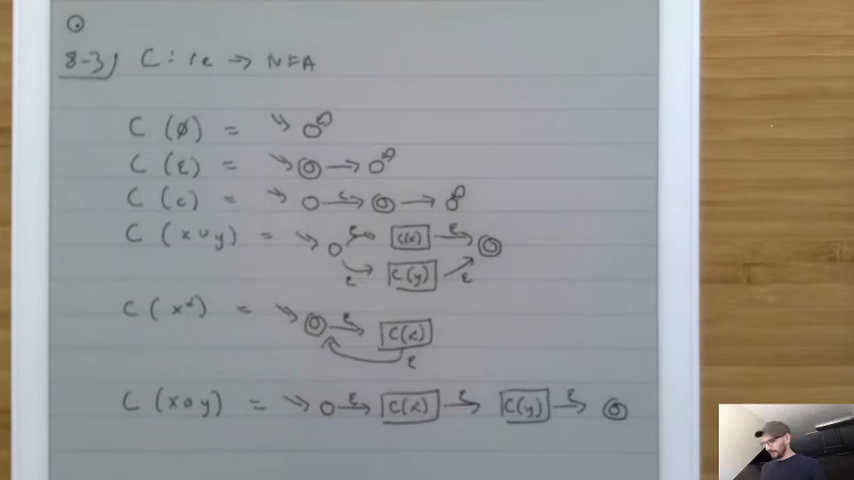 8-3) C : re → NFA
C (ø) =
C (ε) =
C (c) = c
C (x∪y) = ε C(x) ε
ε C(y) ε
C (x*) = ε C(x)
ε
C (x∘y) = ε C(x) ε C(y) ε